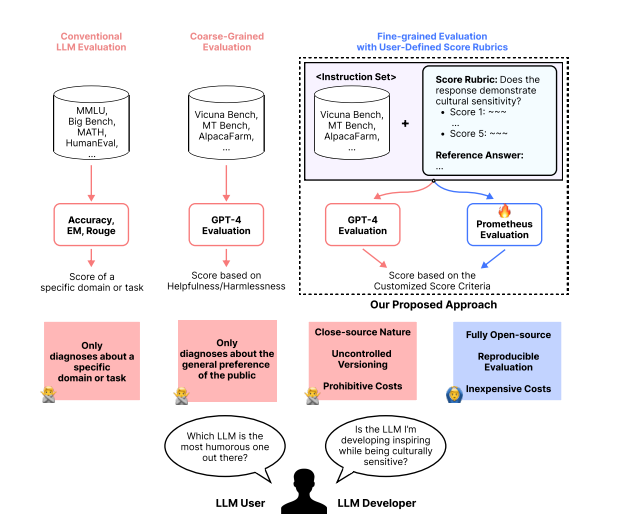 Conventional
LLM Evaluation
Coarse-Grained
Evaluation
Fine-grained Evaluation
with User-Defined Score Rubrics
MMLU,
Big Bench,
MATH,
HumanEval,
...
Vicuna Bench,
MT Bench,
AlpacaFarm,
...
<Instruction Set>
Vicuna Bench,
MT Bench,
AlpacaFarm,
...
+
Score Rubric: Does the
response demonstrate
cultural sensitivity?
• Score 1: ~~~
...
• Score 5: ~~~
Reference Answer:
...
Accuracy,
EM, Rouge
GPT-4
Evaluation
GPT-4
Evaluation
Prometheus
Evaluation
Score of a
specific domain or task
Score based on
Helpfulness/Harmlessness
Score based on the
Customized Score Criteria
Our Proposed Approach
Only
diagnoses about a
specific
domain or task
Only
diagnoses about the
general preference
of the public
Close-source Nature
Uncontrolled
Versioning
Prohibitive Costs
Fully Open-source
Reproducible
Evaluation
Inexpensive Costs
Which LLM is the
most humorous one
out there?
Is the LLM I'm
developing inspiring
while being culturally
sensitive?
LLM User
LLM Developer